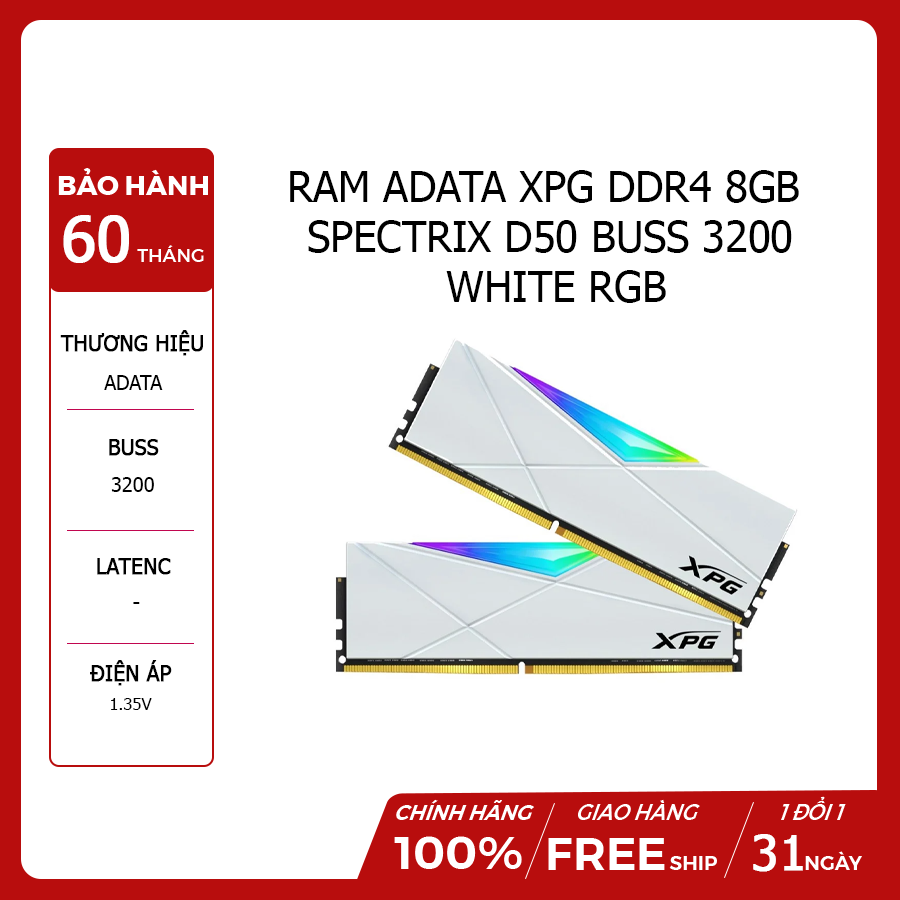 BẢO HÀNH
60 THÁNG
THƯƠNG HIỆU
ADATA
BUSS
3200
LATENC
-
ĐIỆN ÁP
1.35V
RAM ADATA XPG DDR4 8GB
SPECTRIX D50 BUSS 3200
WHITE RGB
XPG
XPG
CHÍNH HÃNG
100%
GIAO HÀNG
FREE SHIP
1 ĐỔI 1
31 NGÀY